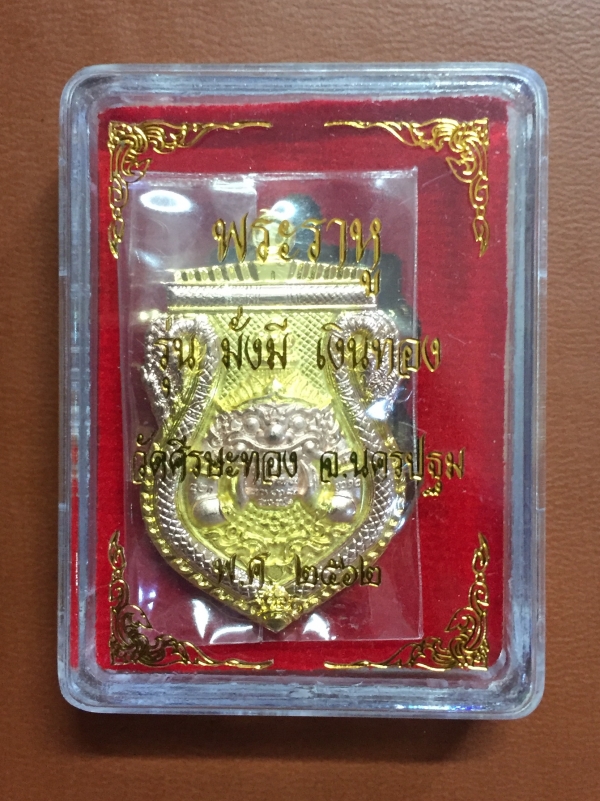 พระราหู
รุ่น มั่งมี เงินทอง
วัดศีรษะทอง จ.นครปฐม
พ.ศ. ๒๕๖๒